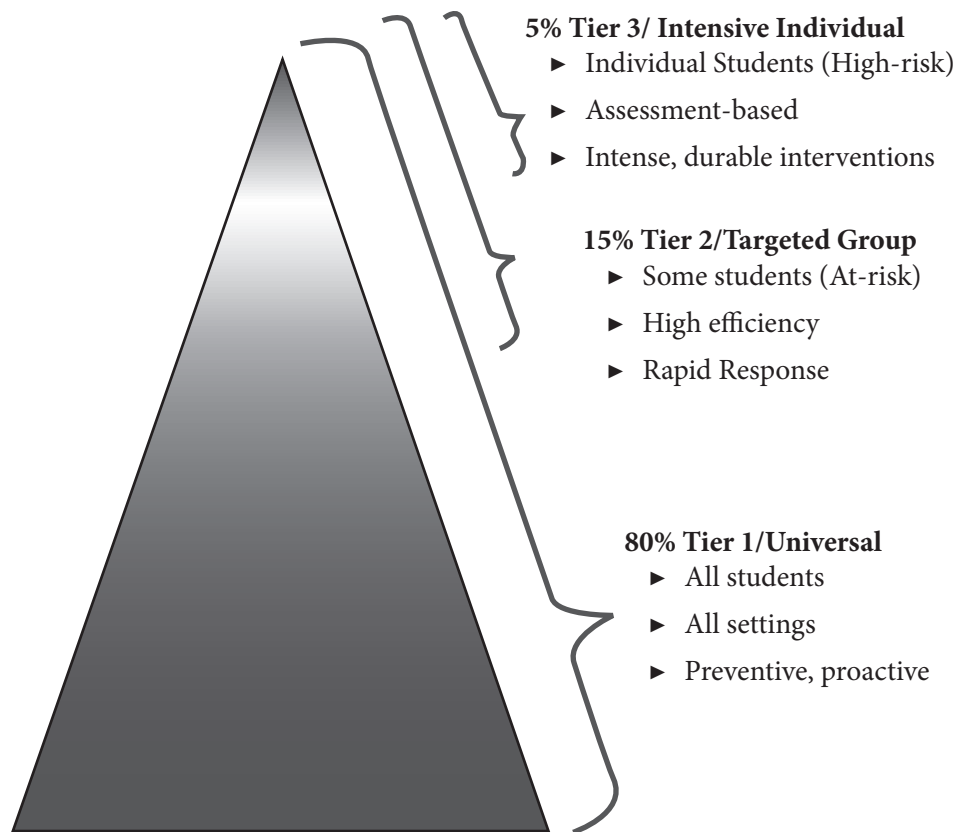 5% Tier 3/ Intensive Individual
► Individual Students (High-risk)
► Assessment-based
► Intense, durable interventions
15% Tier 2/Targeted Group
► Some students (At-risk)
► High efficiency
► Rapid Response
80% Tier 1/Universal
► All students
► All settings
► Preventive, proactive